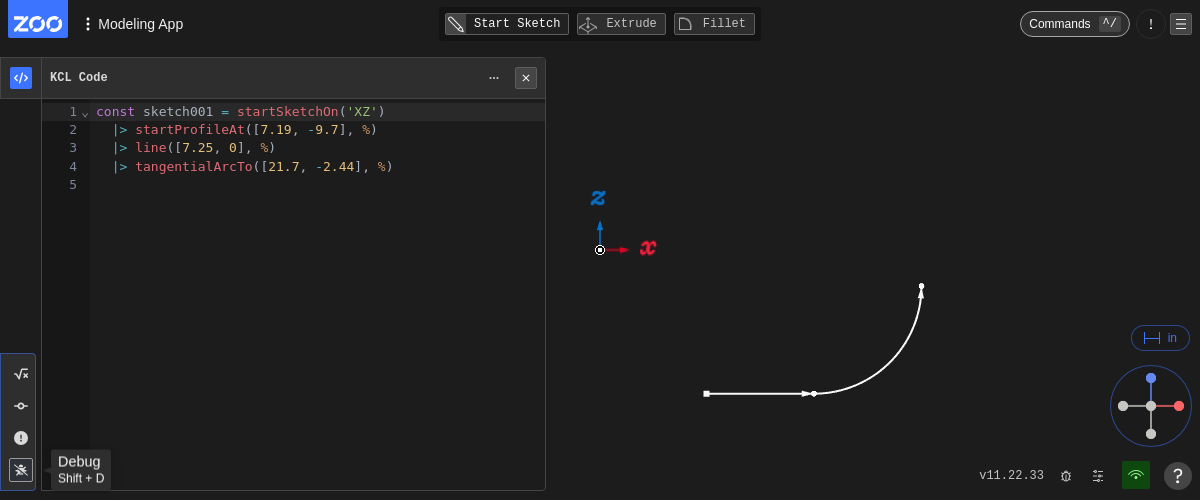 ZOO
Modeling App
Start Sketch
Extrude
Fillet
Commands ^/
!
KCL Code
1 const sketch001 = startSketchOn('XZ')
2 |> startProfileAt([7.19, -9.7], %)
3 |> line([7.25, 0], %)
4 |> tangentialArcTo([21.7, -2.44], %)
5
z
x
in
Debug
Shift + D
v11.22.33
?